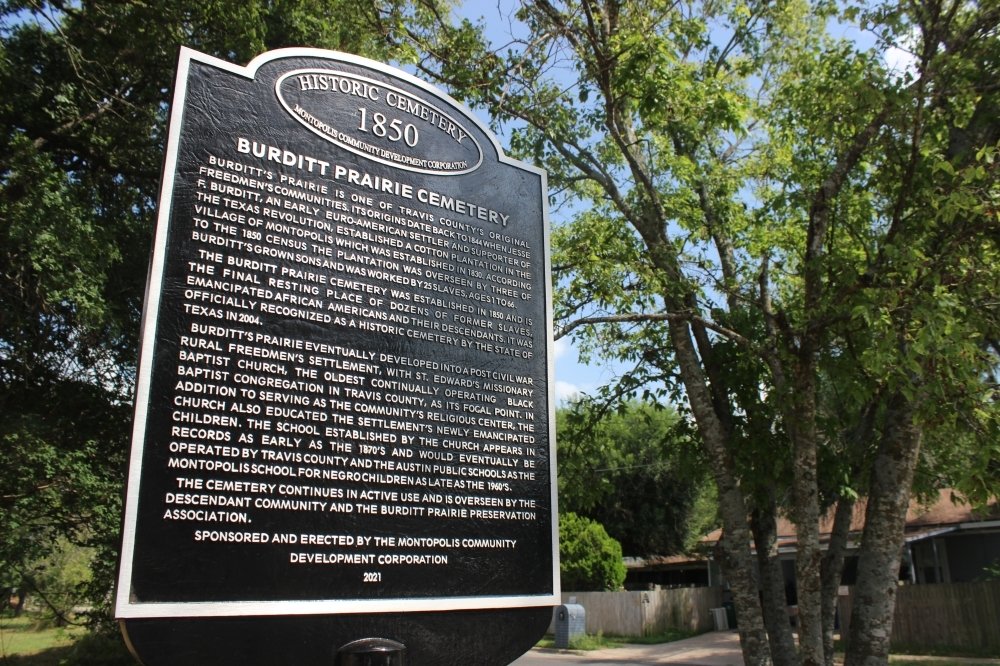 HISTORIC CEMETERY
1850
MONTOPOLIS COMMUNITY DEVELOPMENT CORPORATION
BURDITT PRAIRIE CEMETERY
BURDITT'S PRAIRIE IS ONE OF TRAVIS COUNTY'S ORIGINAL
FREEDMEN'S COMMUNITIES. ITS ORIGINS DATE BACK TO 1844 WHEN JESSE
F. BURDITT, AN EARLY EURO-AMERICAN SETTLER AND SUPPORTER OF
THE TEXAS REVOLUTION, ESTABLISHED A COTTON PLANTATION IN THE
VILLAGE OF MONTOPOLIS WHICH WAS ESTABLISHED IN 1830. ACCORDING
TO THE 1850 CENSUS THE PLANTATION WAS OVERSEEN BY THREE OF
BURDITT'S GROWN SONS AND WAS WORKED BY 25 SLAVES, AGES 1 TO 66.
THE BURDITT PRAIRIE CEMETERY WAS ESTABLISHED IN 1850 AND IS
THE FINAL RESTING PLACE OF DOZENS OF FORMER SLAVES,
EMANCIPATED AFRICAN AMERICANS AND THEIR DESCENDANTS. IT WAS
OFFICIALLY RECOGNIZED AS A HISTORIC CEMETERY BY THE STATE OF
TEXAS IN 2004.
BURDITT'S PRAIRIE EVENTUALLY DEVELOPED INTO A POST CIVIL WAR
RURAL FREEDMEN'S SETTLEMENT, WITH ST. EDWARD'S MISSIONARY
BAPTIST CHURCH, THE OLDEST CONTINUALLY OPERATING BLACK
BAPTIST CONGREGATION IN TRAVIS COUNTY, AS ITS FOCAL POINT. IN
ADDITION TO SERVING AS THE COMMUNITY'S RELIGIOUS CENTER, THE
CHURCH ALSO EDUCATED THE SETTLEMENT'S NEWLY EMANCIPATED
CHILDREN. THE SCHOOL ESTABLISHED BY THE CHURCH APPEARS IN
RECORDS AS EARLY AS THE 1870'S AND WOULD EVENTUALLY BE
OPERATED BY TRAVIS COUNTY AND THE AUSTIN PUBLIC SCHOOLS AS THE
MONTOPOLIS SCHOOL FOR NEGRO CHILDREN AS LATE AS THE 1960'S.
THE CEMETERY CONTINUES IN ACTIVE USE AND IS OVERSEEN BY THE
DESCENDANT COMMUNITY AND THE BURDITT PRAIRIE PRESERVATION
ASSOCIATION.
SPONSORED AND ERECTED BY THE MONTOPOLIS COMMUNITY
DEVELOPMENT CORPORATION
2021